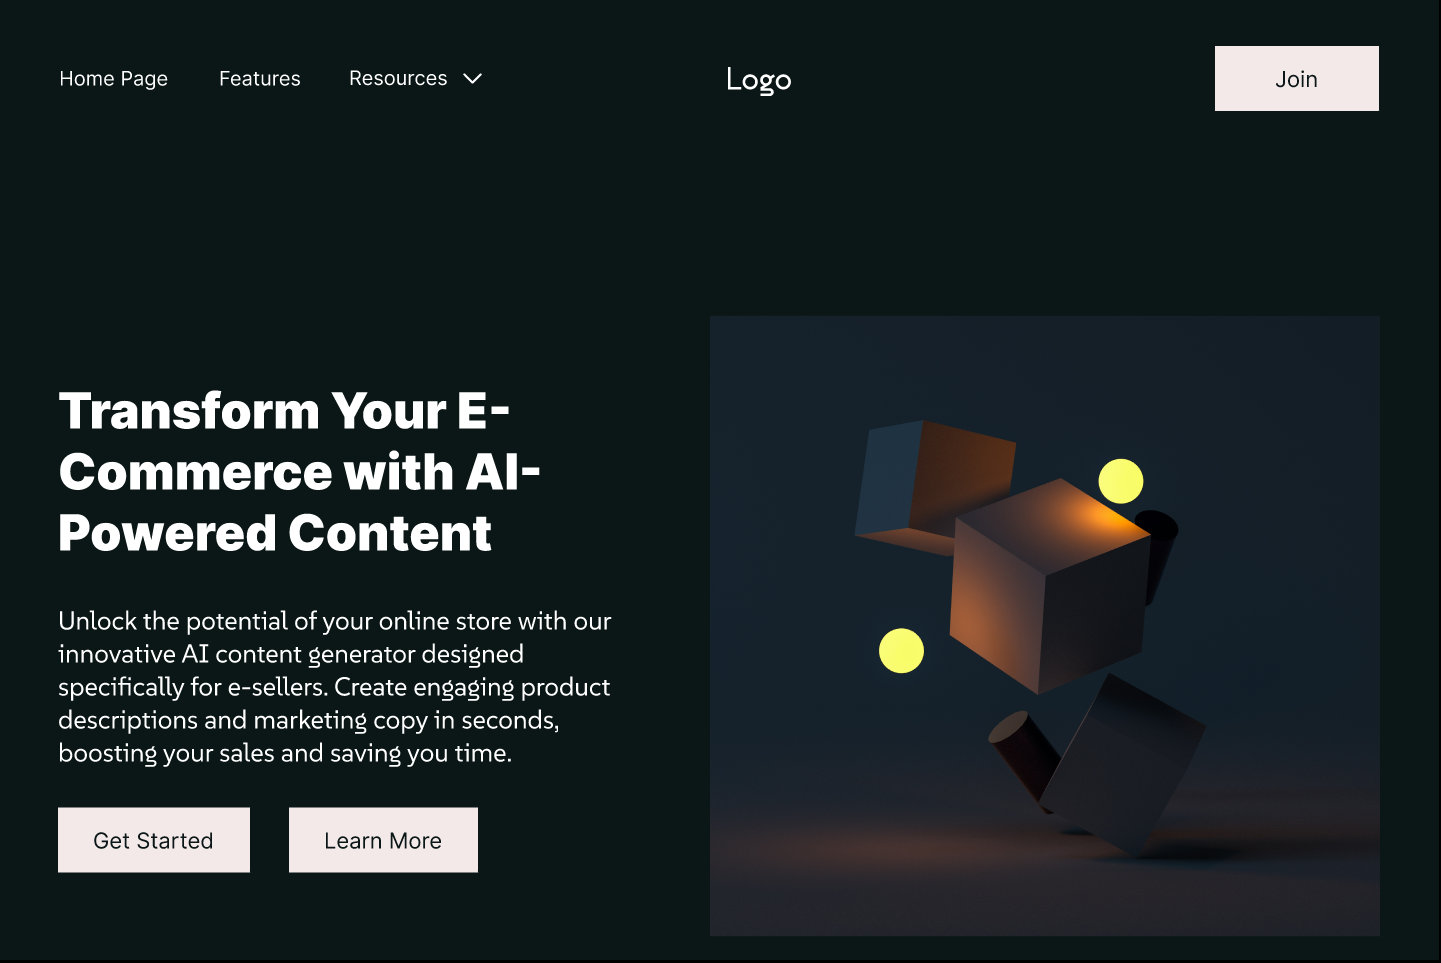 Home Page
Features
Resources
Logo
Join
Transform Your E-
Commerce with AI-
Powered Content
Unlock the potential of your online store with our
innovative AI content generator designed
specifically for e-sellers. Create engaging product
descriptions and marketing copy in seconds,
boosting your sales and saving you time.
Get Started
Learn More